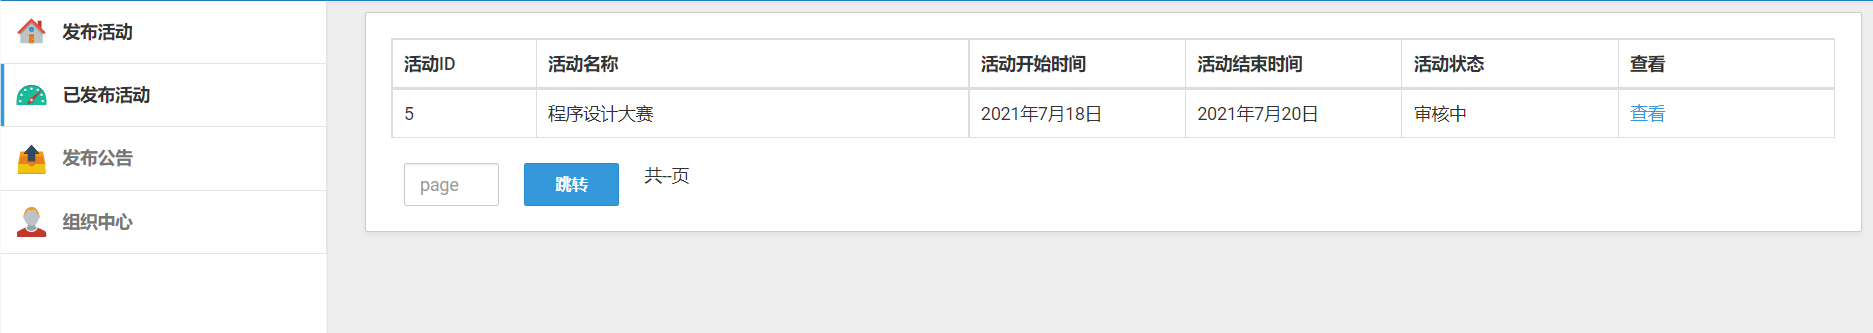 发布活动
已发布活动
发布公告
组织中心
活动ID 活动名称 活动开始时间 活动结束时间 活动状态 查看
5 程序设计大赛 2021年7月18日 2021年7月20日 审核中 查看
page 跳转 共--页